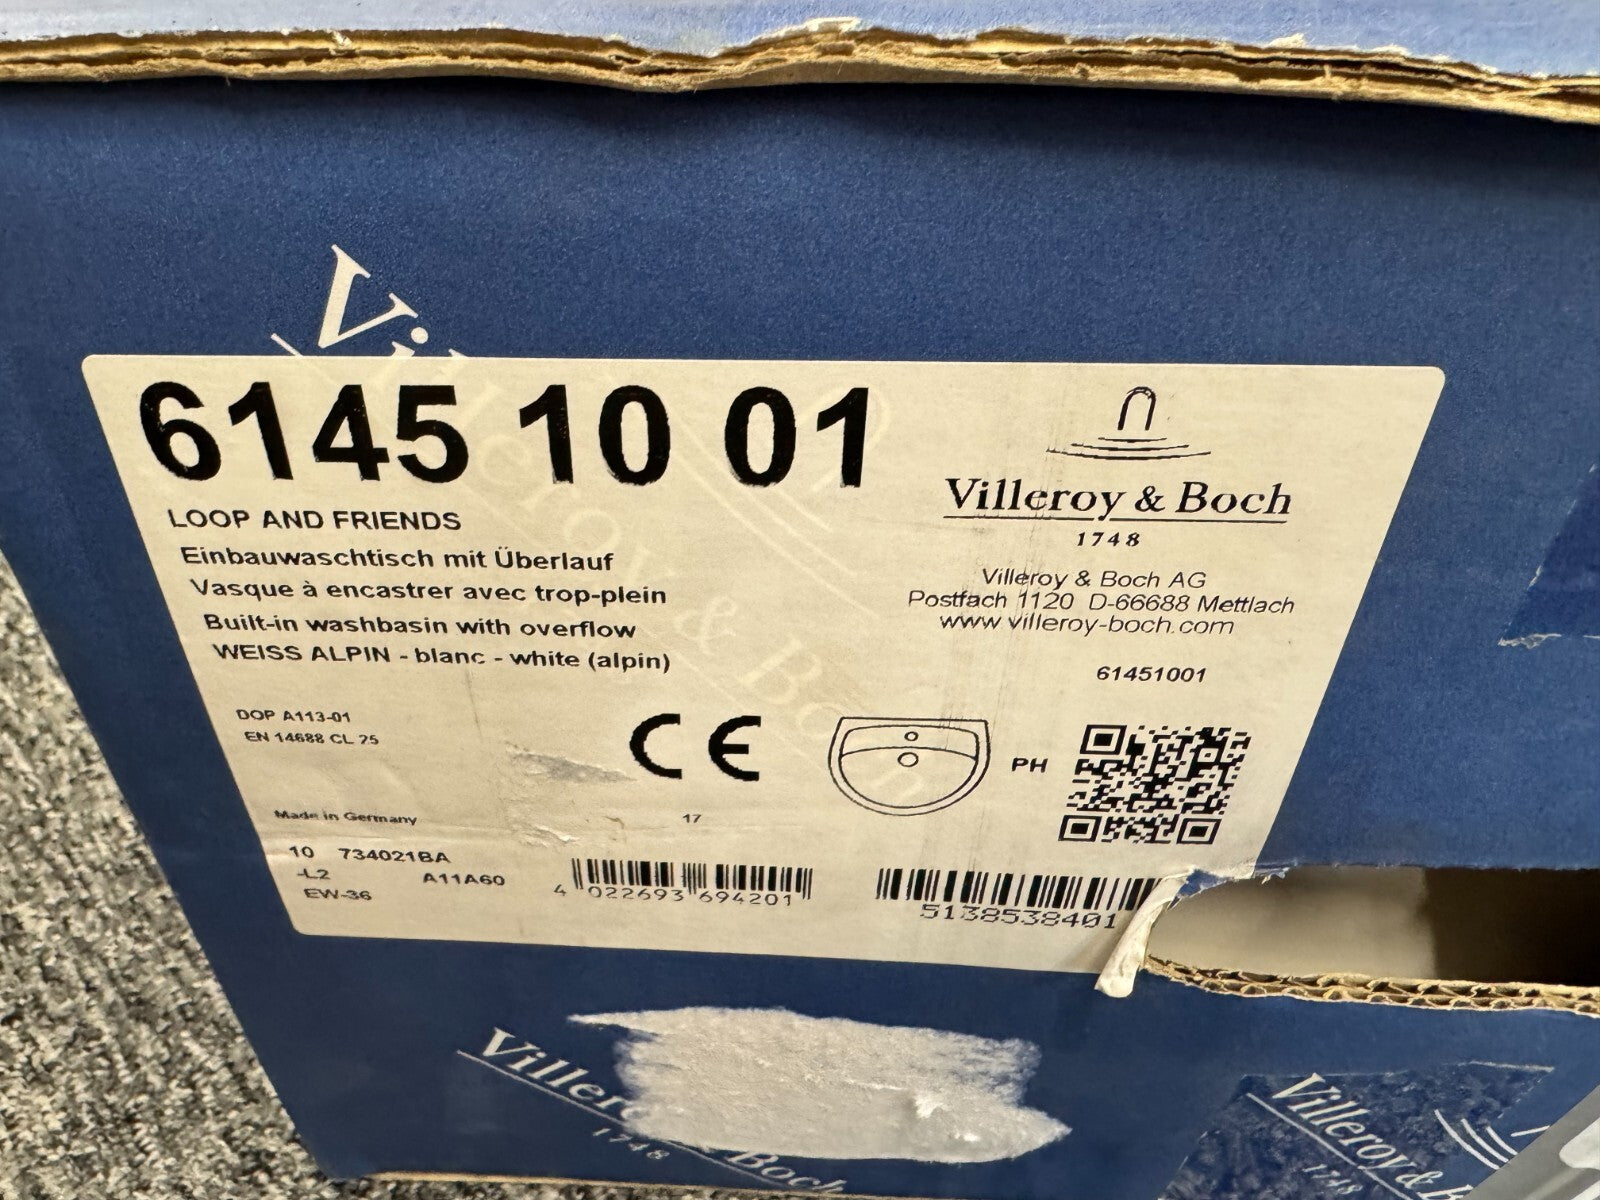 6145 10 01
LOOP AND FRIENDS
Einbauwaschtisch mit Überlauf
Vasque à encastrer avec trop-plein
Built-in washbasin with overflow
WEISS ALPIN - blanc - white (alpin)
Villeroy & Boch
1748
Villeroy & Boch AG
Postfach 1120 D-66688 Mettlach
www.villeroy-boch.com
61451001
DOP A113-01
EN 14688 CL 25
CE
PH
Made in Germany
17
10 734021BA
-L2 A11A60
EW-36
4 022693 694201
5138538401
Villeroy & Boch
1748
Villeroy &
1748